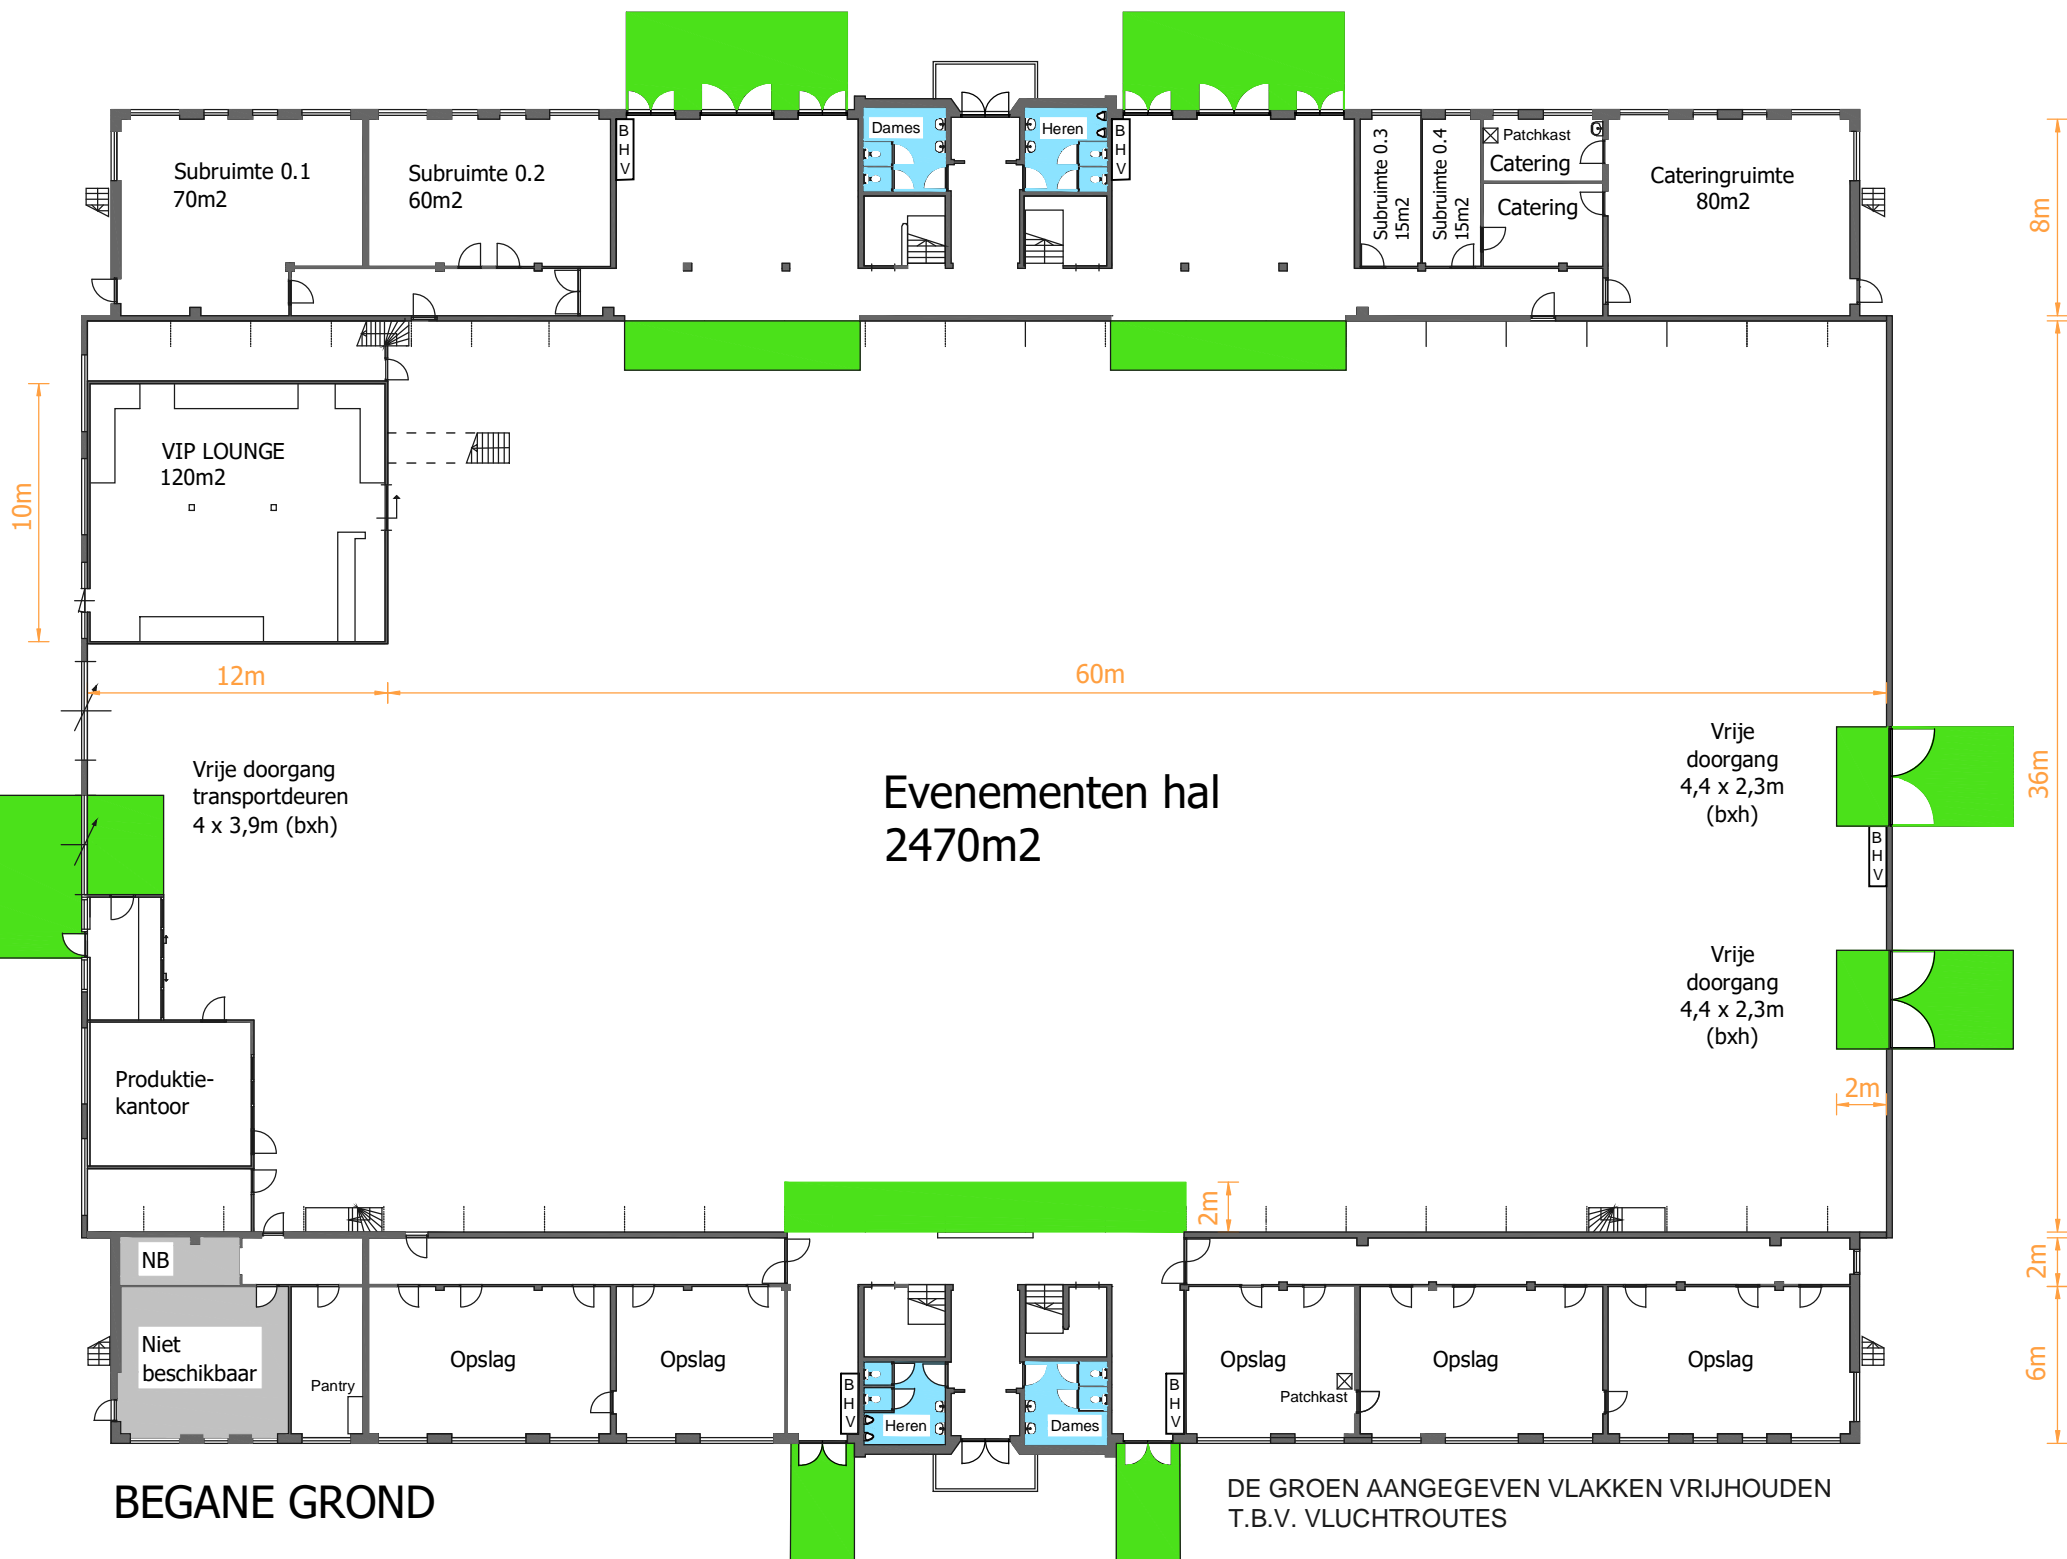 Dames
Heren
B
H
V
B
H
V
Subruimte 0.1
70m2
Subruimte 0.2
60m2
Subruimte 0.3
15m2
Subruimte 0.4
15m2
Patchkast
Catering
Catering
Cateringruimte
80m2
8m
VIP LOUNGE
120m2
10m
12m
60m
Vrije doorgang
transportdeuren
4 x 3,9m (bxh)
Evenementen hal
2470m2
Vrije
doorgang
4,4 x 2,3m
(bxh)
36m
B
H
V
Vrije
doorgang
4,4 x 2,3m
(bxh)
2m
Produktie-
kantoor
2m
NB
2m
Niet
beschikbaar
Pantry
Opslag
Opslag
B
H
V
Heren
Dames
B
H
V
Opslag
Patchkast
Opslag
Opslag
6m
BEGANE GROND
DE GROEN AANGEGEVEN VLAKKEN VRIJHOUDEN
T.B.V. VLUCHTROUTES